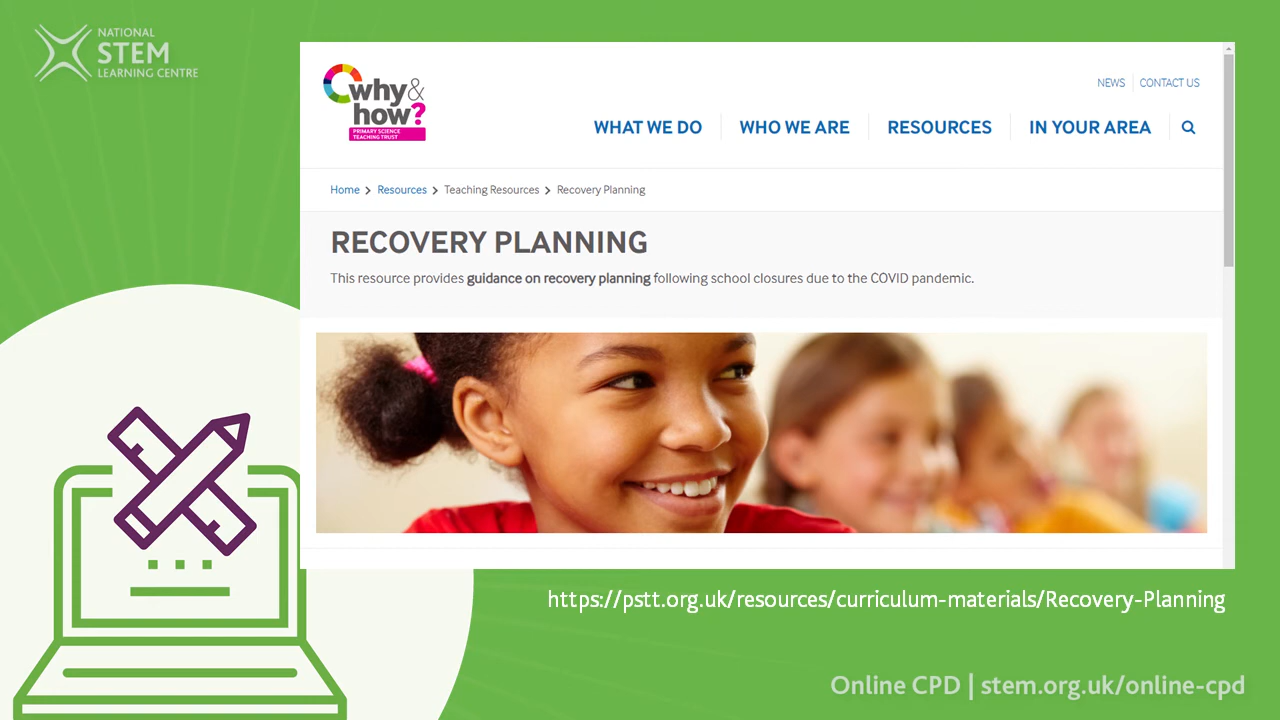 NATIONAL
STEM
LEARNING CENTRE
why&
how?
PRIMARY SCIENCE
TEACHING TRUST
NEWS CONTACT US
WHAT WE DO WHO WE ARE RESOURCES IN YOUR AREA
Home > Resources > Teaching Resources > Recovery Planning
RECOVERY PLANNING
This resource provides guidance on recovery planning following school closures due to the COVID pandemic.
https://pstt.org.uk/resources/curriculum-materials/Recovery-Planning
Online CPD | stem.org.uk/online-cpd